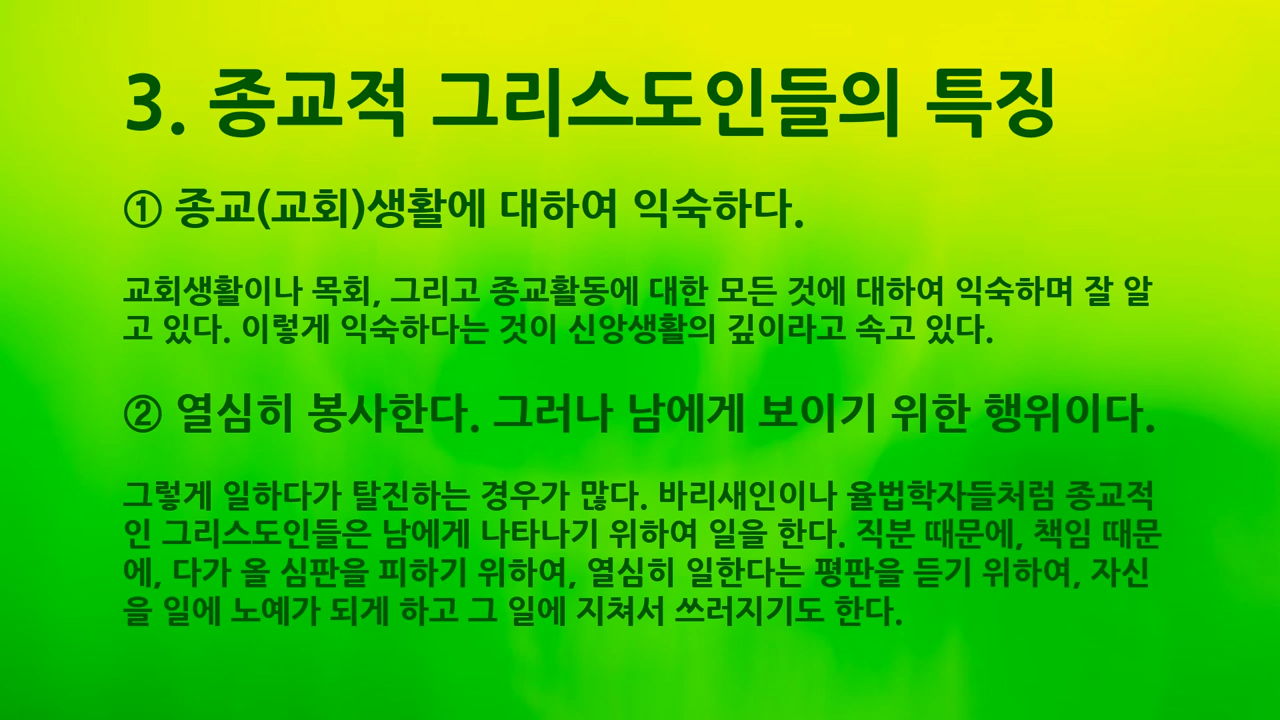 3. 종교적 그리스도인들의 특징
① 종교(교회)생활에 대하여 익숙하다.
교회생활이나 목회, 그리고 종교활동에 대한 모든 것에 대하여 익숙하며 잘 알
고 있다. 이렇게 익숙하다는 것이 신앙생활의 깊이라고 속고 있다.
② 열심히 봉사한다. 그러나 남에게 보이기 위한 행위이다.
그렇게 일하다가 탈진하는 경우가 많다. 바리새인이나 율법학자들처럼 종교적
인 그리스도인들은 남에게 나타나기 위하여 일을 한다. 직분 때문에, 책임 때문
에, 다가 올 심판을 피하기 위하여, 열심히 일한다는 평판을 듣기 위하여, 자신
을 일에 노예가 되게 하고 그 일에 지쳐서 쓰러지기도 한다.